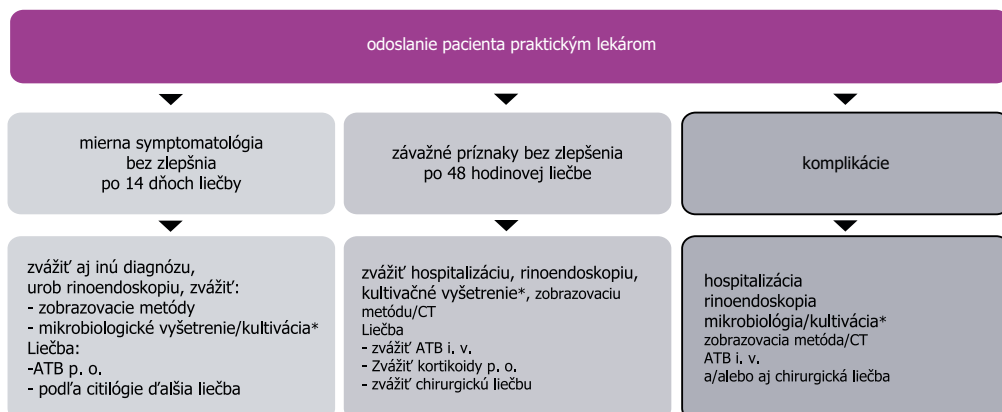 odoslanie pacienta praktickým lekárom
mierna symptomatológia
bez zlepšnia
po 14 dňoch liečby
závažné príznaky bez zlepšenia
po 48 hodinovej liečbe
komplikácie
zvážiť aj inú diagnózu,
urob rinoendoskopiu, zvážiť:
- zobrazovacie metódy
- mikrobiologické vyšetrenie/kultivácia*
Liečba:
-ATB p. o.
- podľa citilógie ďalšia liečba
zvážiť hospitalizáciu, rinoendoskopiu,
kultivačné vyšetrenie*, zobrazovaciu
metódu/CT
Liečba
- zvážiť ATB i. v.
- Zvážiť kortikoidy p. o.
- zvážiť chirurgickú liečbu
hospitalizácia
rinoendoskopia
mikrobiológia/kultivácia*
zobrazovacia metóda/CT
ATB i. v.
a/alebo aj chirurgická liečba